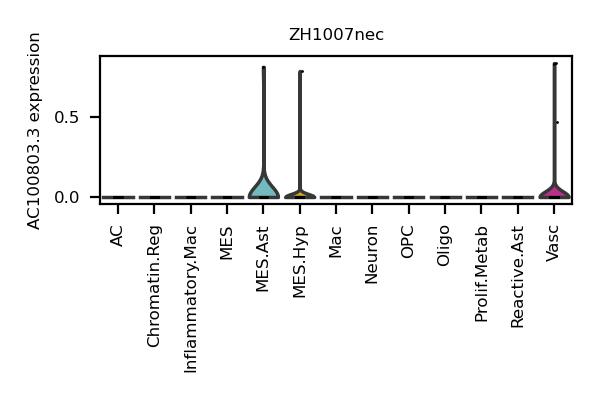 ZH1007nec
AC100803.3 expression
0.5
0.0
AC
Chromatin.Reg
Inflammatory.Mac
MES
MES.Ast
MES.Hyp
Mac
Neuron
OPC
Oligo
Prolif.Metab
Reactive.Ast
Vasc